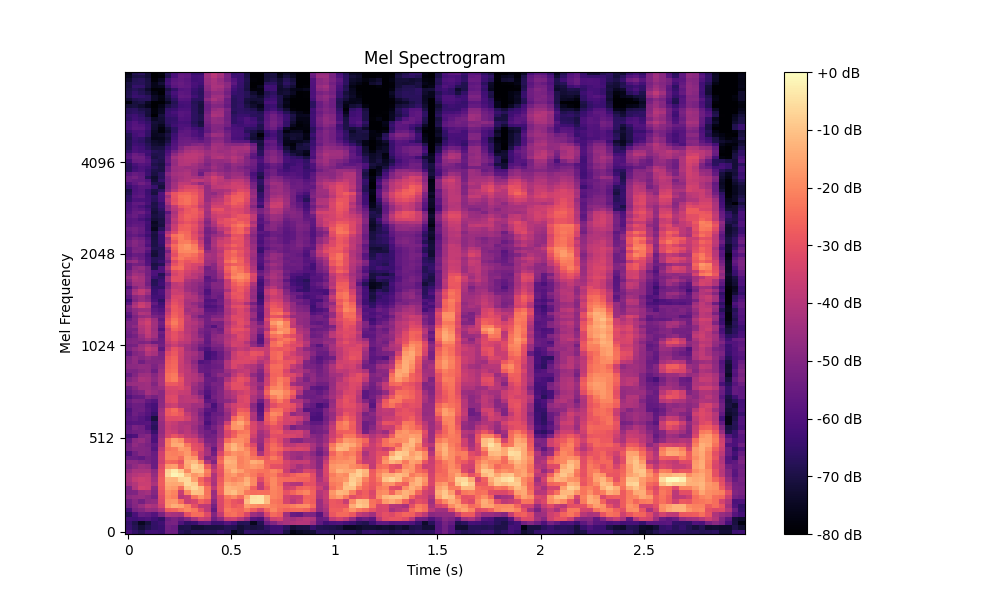 Mel Spectrogram
+0 dB
-10 dB
-20 dB
-30 dB
-40 dB
-50 dB
-60 dB
-70 dB
-80 dB
Mel Frequency
4096
2048
1024
512
0
0 0.5 1 1.5 2 2.5
Time (s)